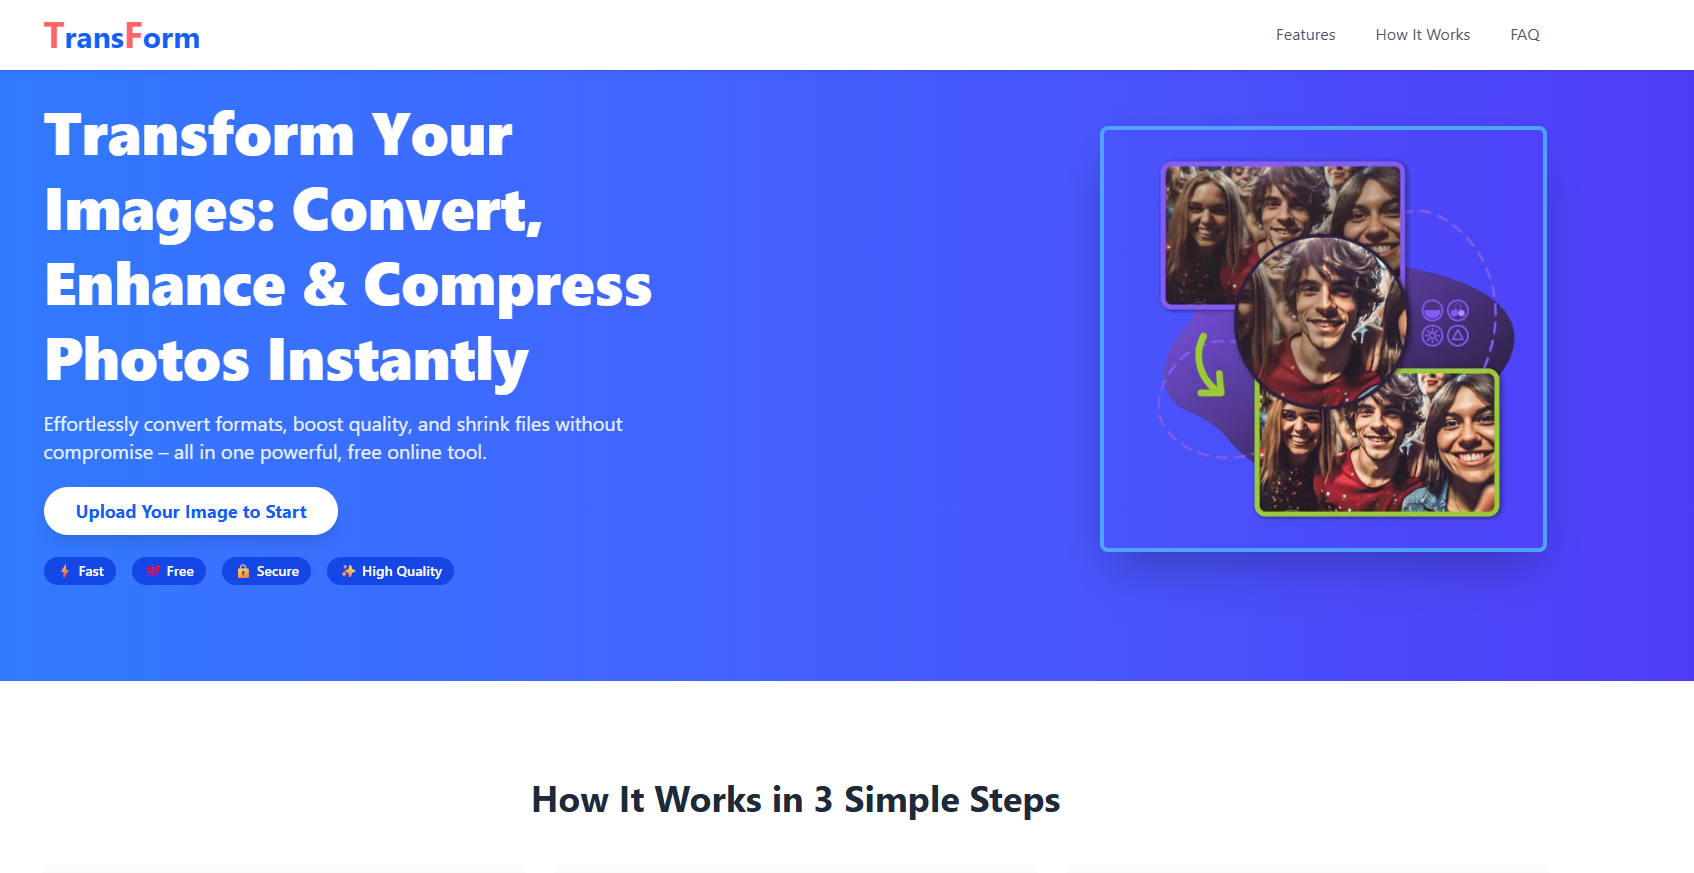 TransForm
Features
How It Works
FAQ
Transform Your
Images: Convert,
Enhance & Compress
Photos Instantly
Effortlessly convert formats, boost quality, and shrink files without
compromise – all in one powerful, free online tool.
Upload Your Image to Start
Fast
Free
Secure
High Quality
How It Works in 3 Simple Steps